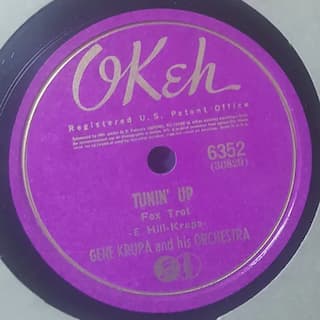 OKeh
Registered U.S. Patent Office
6352
(30829)
TUNIN' UP
Fox Trot
-E. Hill-Krupa-
GENE KRUPA and his ORCHESTRA